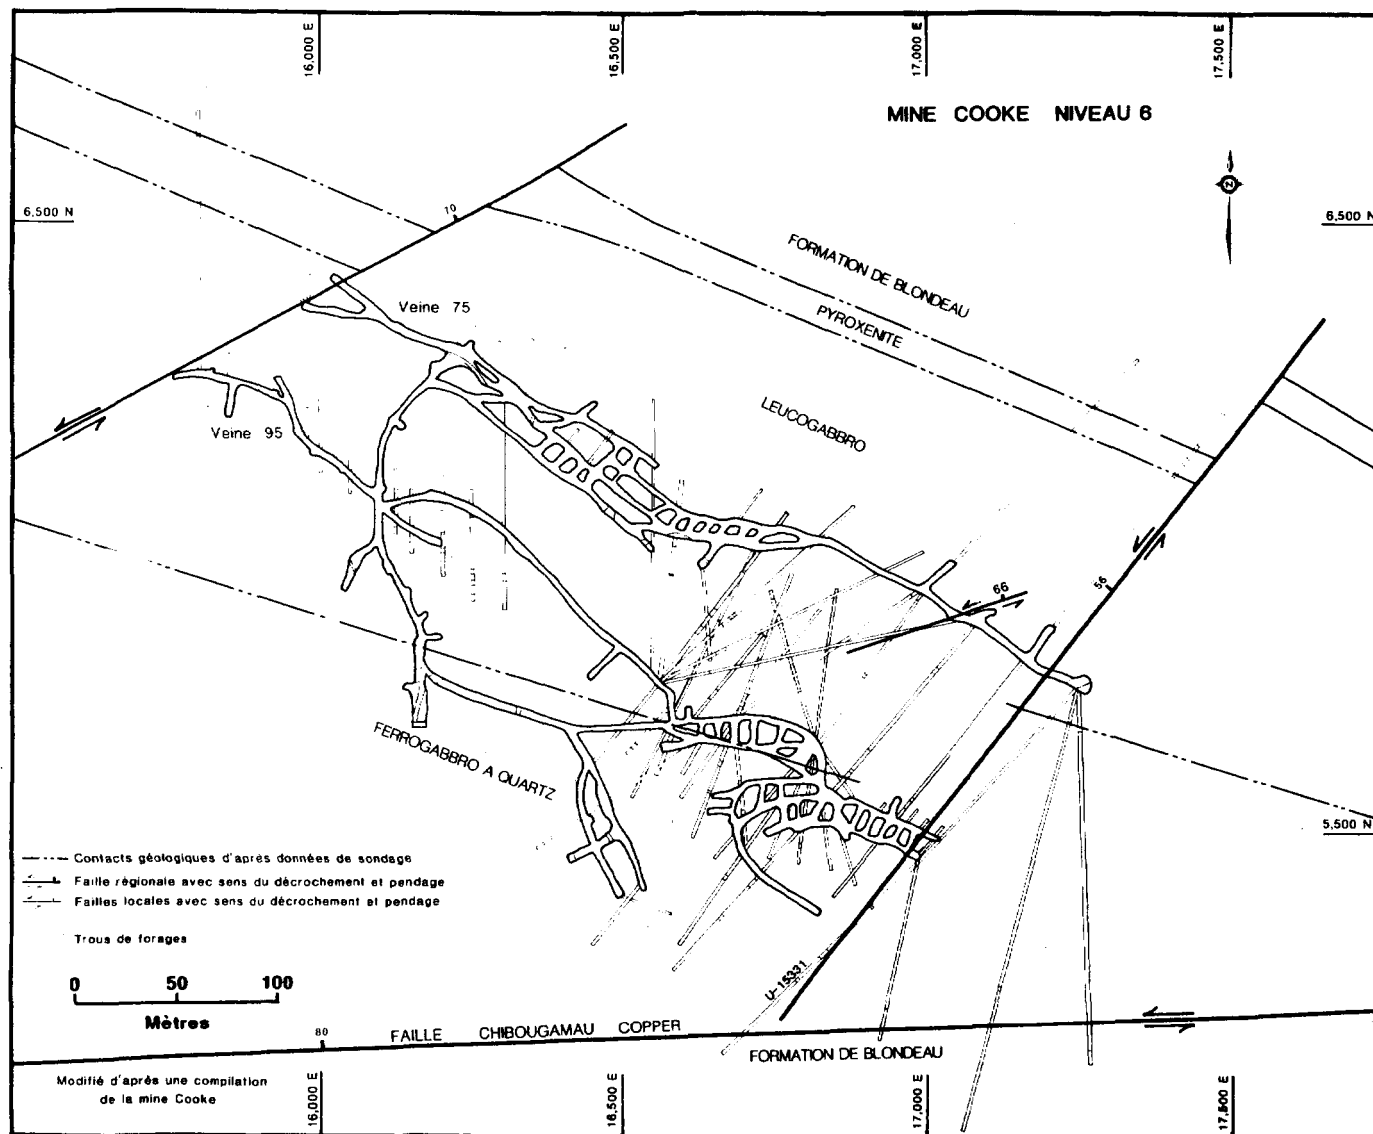 16,000 E
16,500 E
17,000 E
17,500 E
MINE COOKE NIVEAU 6
N
6,500 N
6,500 N
70
FORMATION DE BLONDEAU
PYROXENITE
Veine 75
LEUCOGABBRO
Veine 95
56
66
FERROGABBRO A QUARTZ
5,500 N
Contacts géologiques d'après données de sondage
Faille régionale avec sens du décrochement et pendage
Failles locales avec sens du décrochement et pendage
Trous de forages
0 50 100
Mètres
U-15331
80
FAILLE CHIBOUGAMAU COPPER
FORMATION DE BLONDEAU
Modifié d'après une compilation
de la mine Cooke
16,000 E
16,500 E
17,000 E
17,500 E